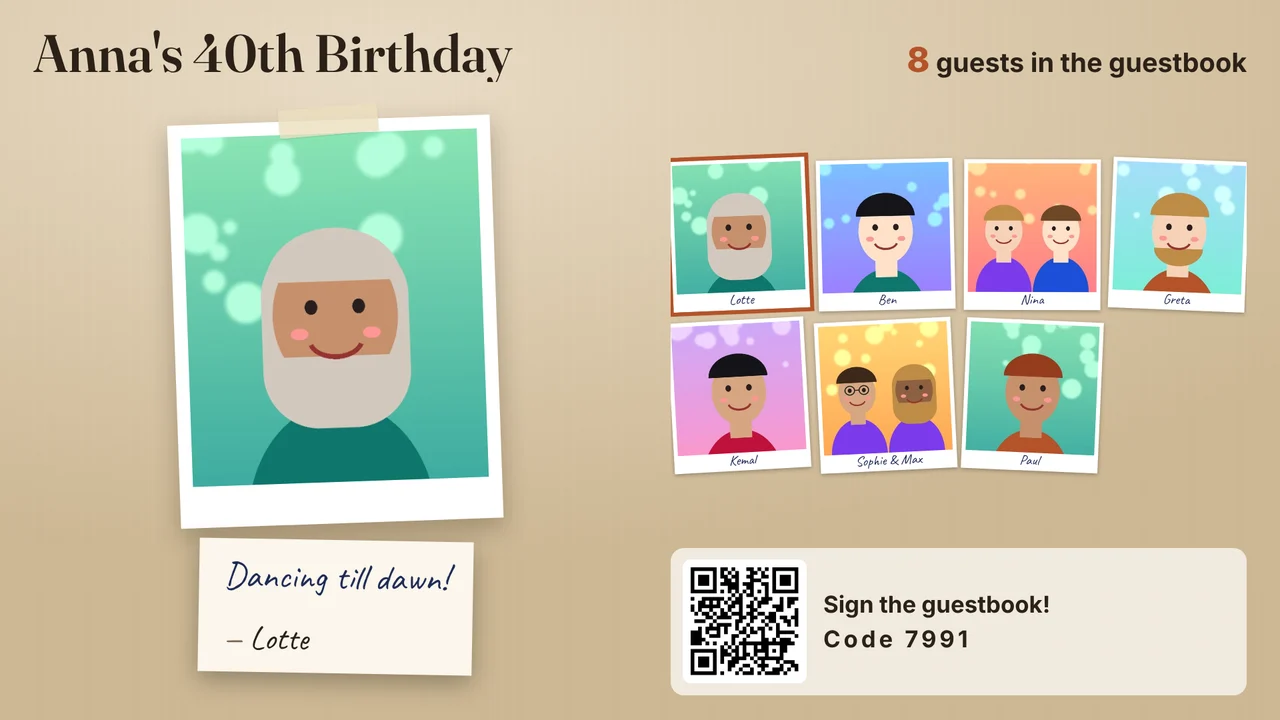 Anna's 40th Birthday
8 guests in the guestbook
Dancing till dawn!
– Lotte
Lotte
Ben
Nina
Greta
Kemal
Sophie & Max
Paul
Sign the guestbook!
Code 7991